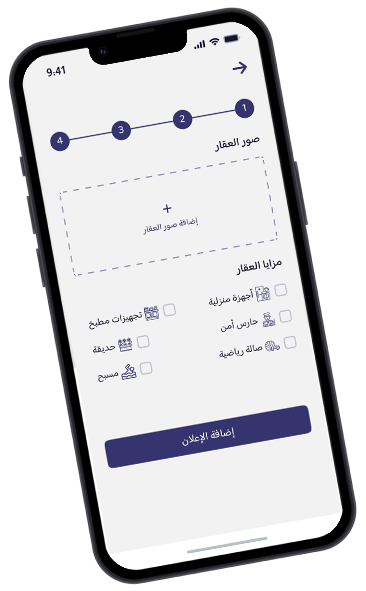 9:41
1 2 3 4
صور العقار
+
إضافة صور العقار
مزايا العقار
أجهزة منزلية تجهيزات مطبخ
حارس أمن حديقة
صالة رياضية مسبح
إضافة الإعلان